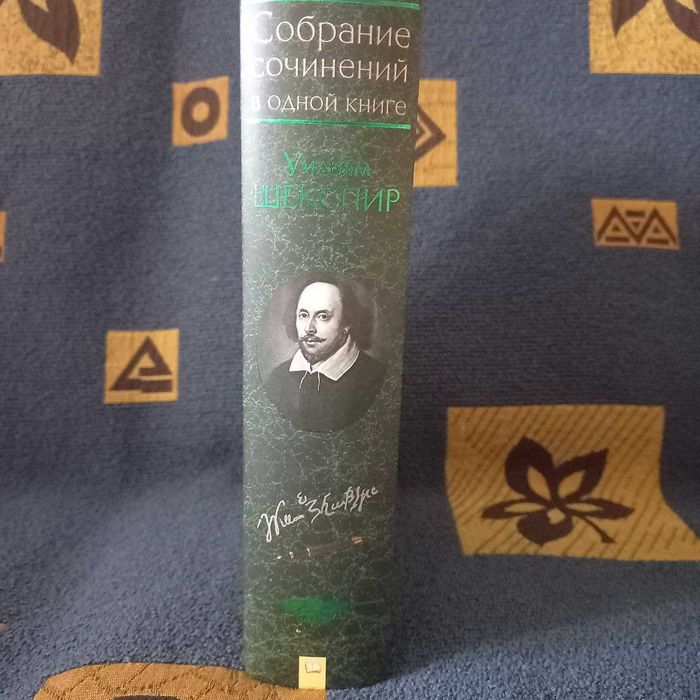 Собрание
сочинений
в одной книге
Уильям
ШЕКСПИР